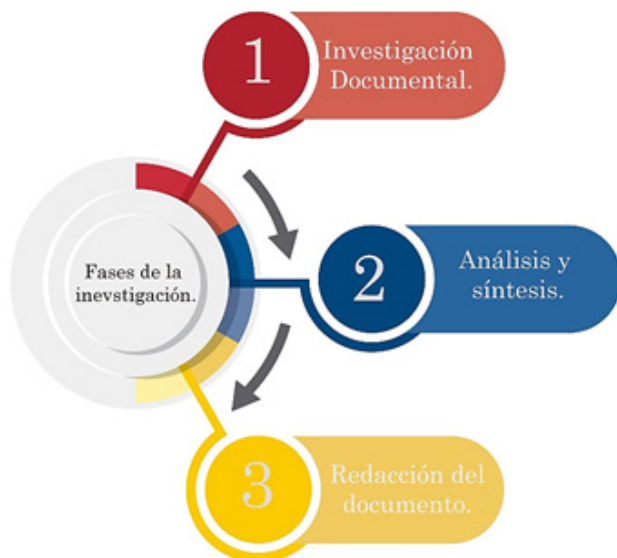 1
Investigación
Documental.
Fases de la
inevstigación.
2
Análisis y
síntesis.
3
Redacción del
documento.